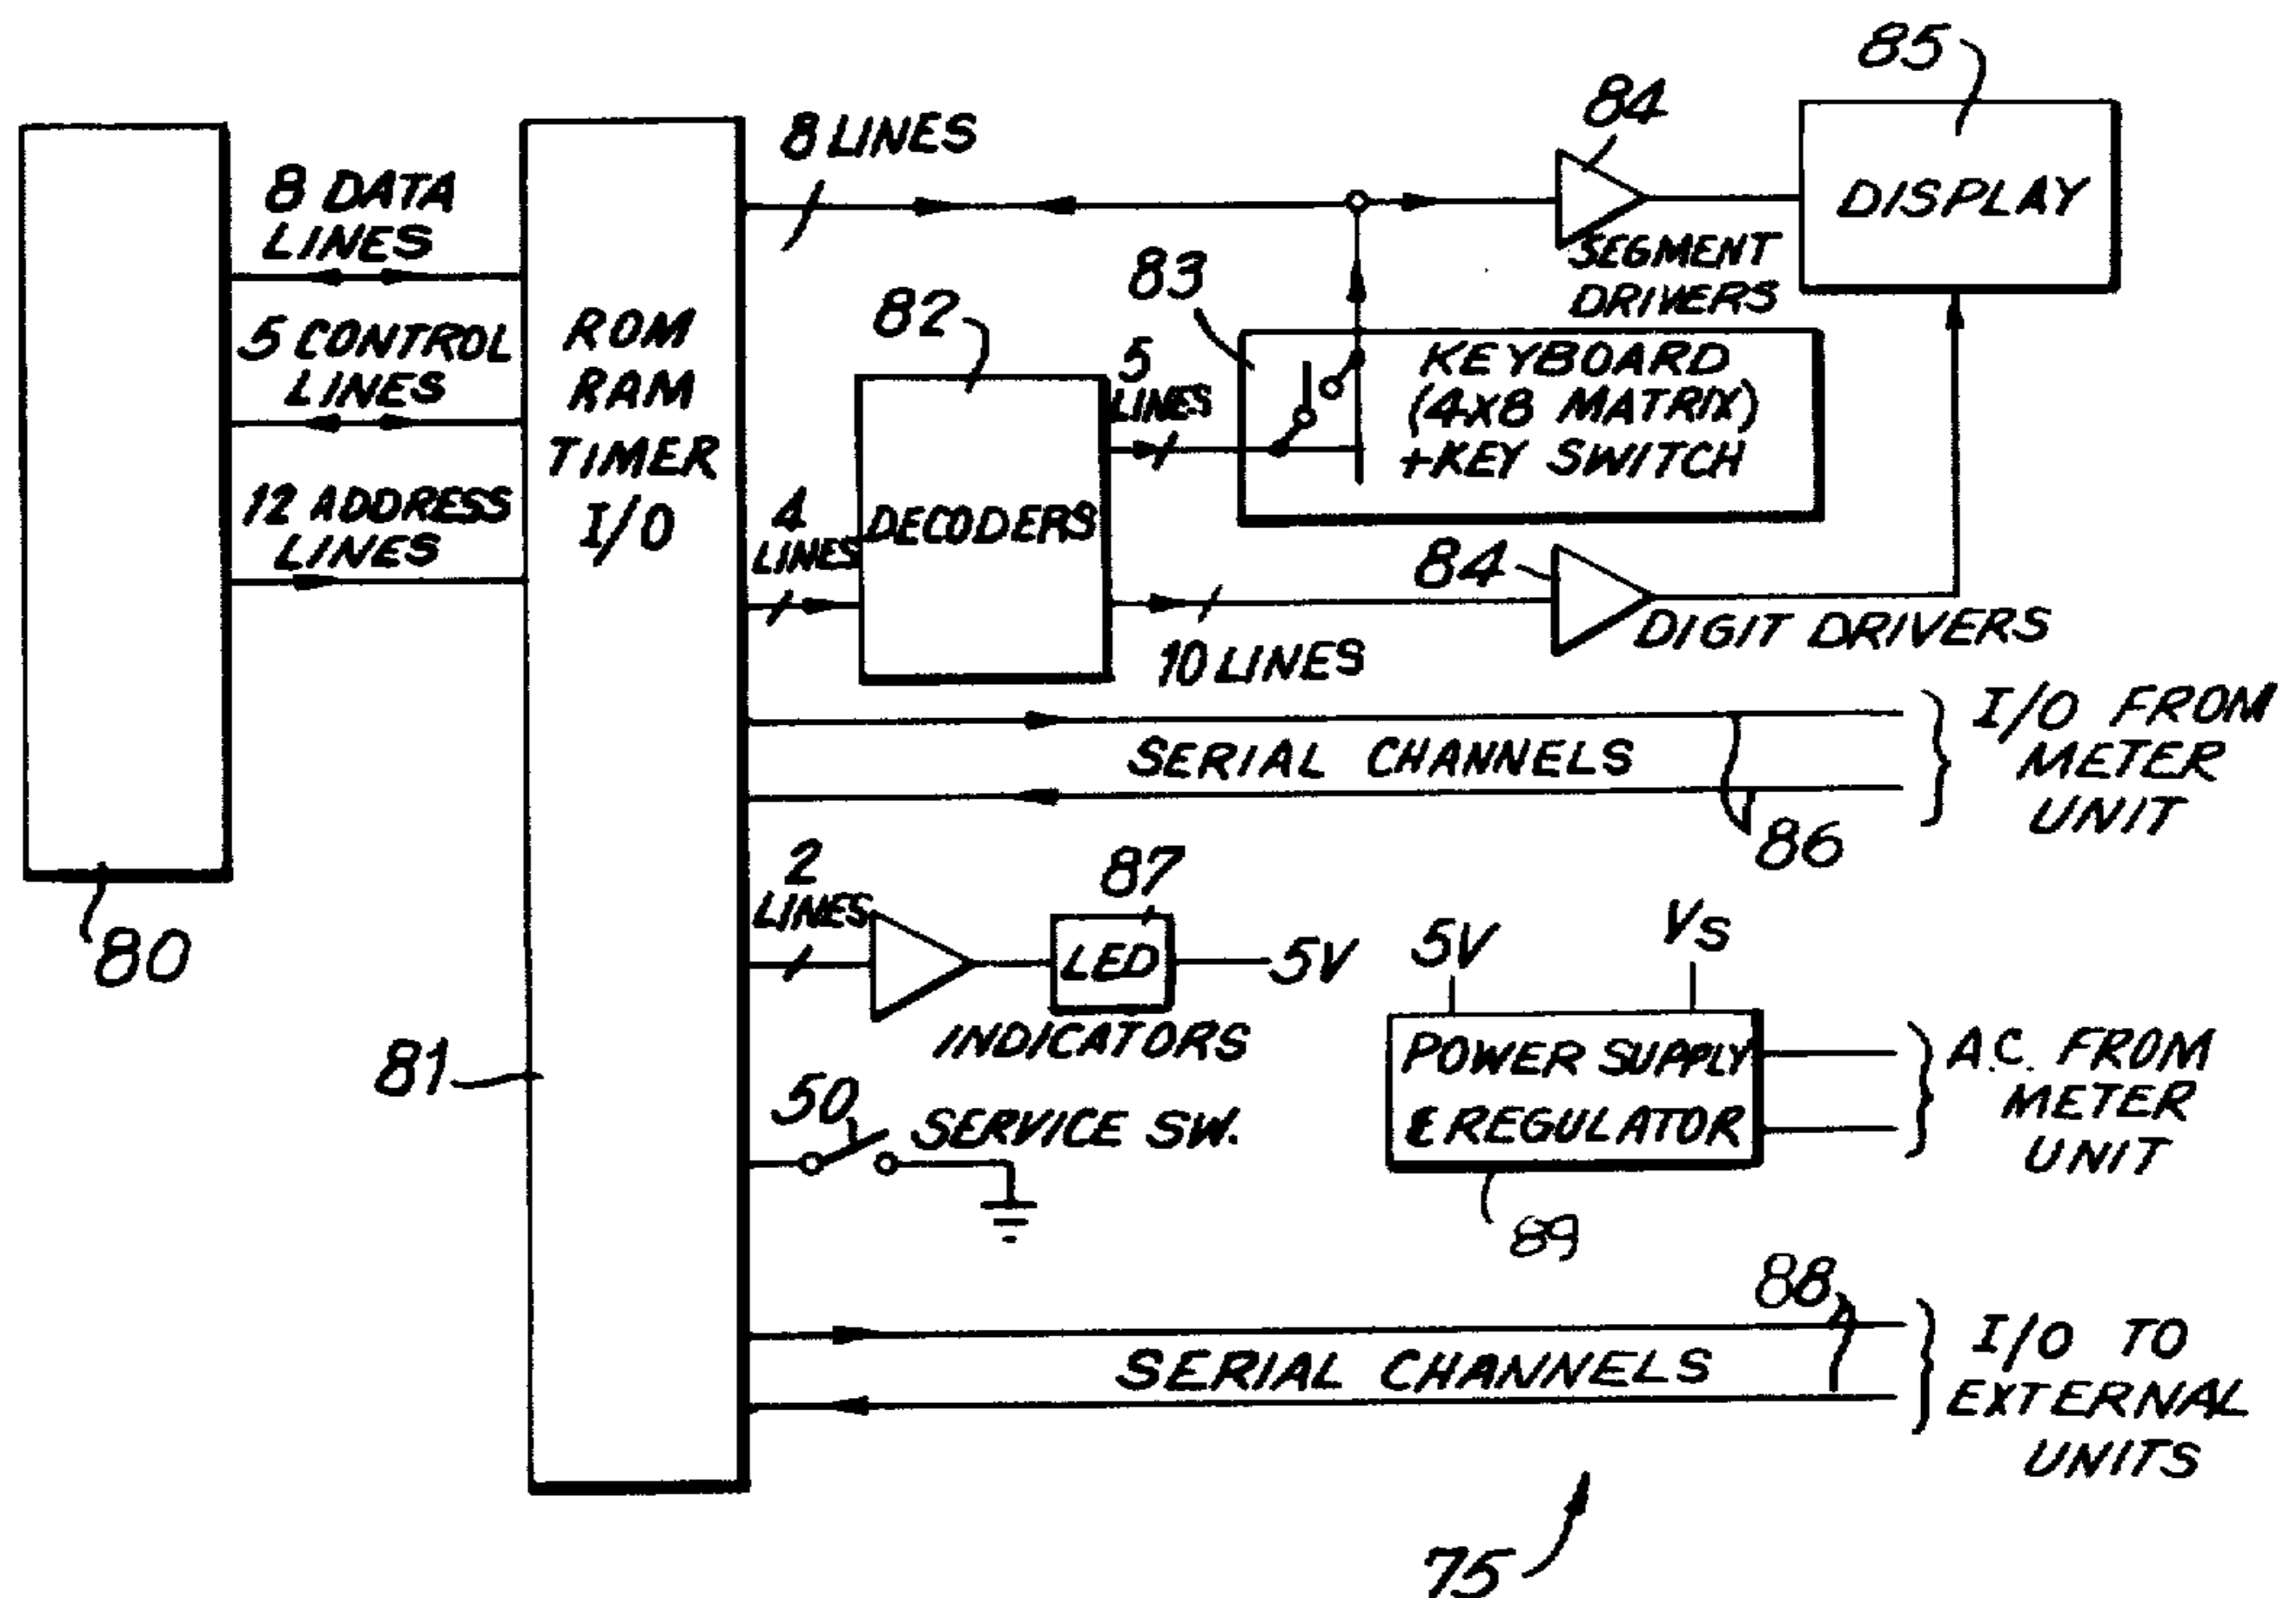 80
8 DATA
LINES
5 CONTROL
LINES
12 ADDRESS
LINES
81
ROM
RAM
TIMER
I/O
8 LINES
84
SEGMENT
DRIVERS
85
DISPLAY
82
DECODERS
4
LINES
5
LINES
83
KEYBOARD
(4X8 MATRIX)
+KEY SWITCH
10 LINES
84
DIGIT DRIVERS
SERIAL CHANNELS
86
I/O FROM
METER
UNIT
2
LINES
87
LED
5V
INDICATORS
50
SERVICE SW.
5V
Vs
POWER SUPPLY
& REGULATOR
89
A.C. FROM
METER
UNIT
88
SERIAL CHANNELS
I/O TO
EXTERNAL
UNITS
75